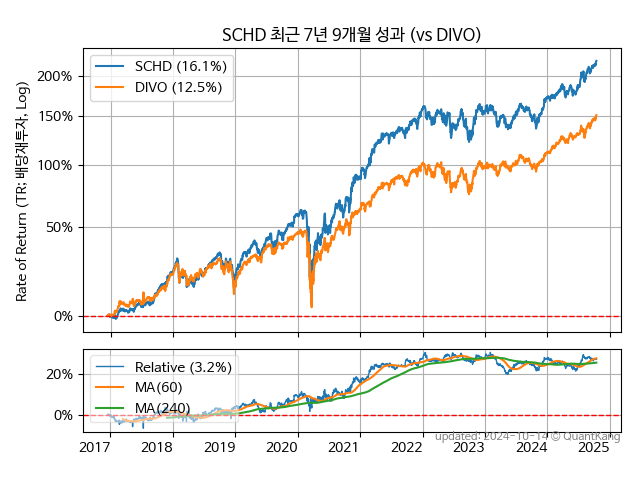 SCHD 최근 7년 9개월 성과 (vs DIVO)
Rate of Return (TR: 배당재투자, Log)
200%
150%
100%
50%
0%
SCHD (16.1%)
DIVO (12.5%)
20%
0%
Relative (3.2%)
MA(60)
MA(240)
2017 2018 2019 2020 2021 2022 2023 2024 2025
updated: 2024-10-14 © QuantKang